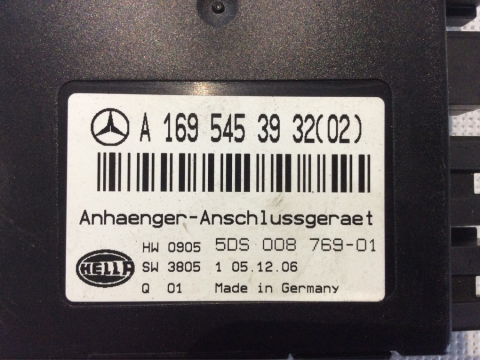 A 169 545 39 32(02)
Anhaenger-Anschlussgeraet
HW 0905 5DS 008 769-01
HELLA SW 3805 1 05.12.06
Q 01 Made in Germany